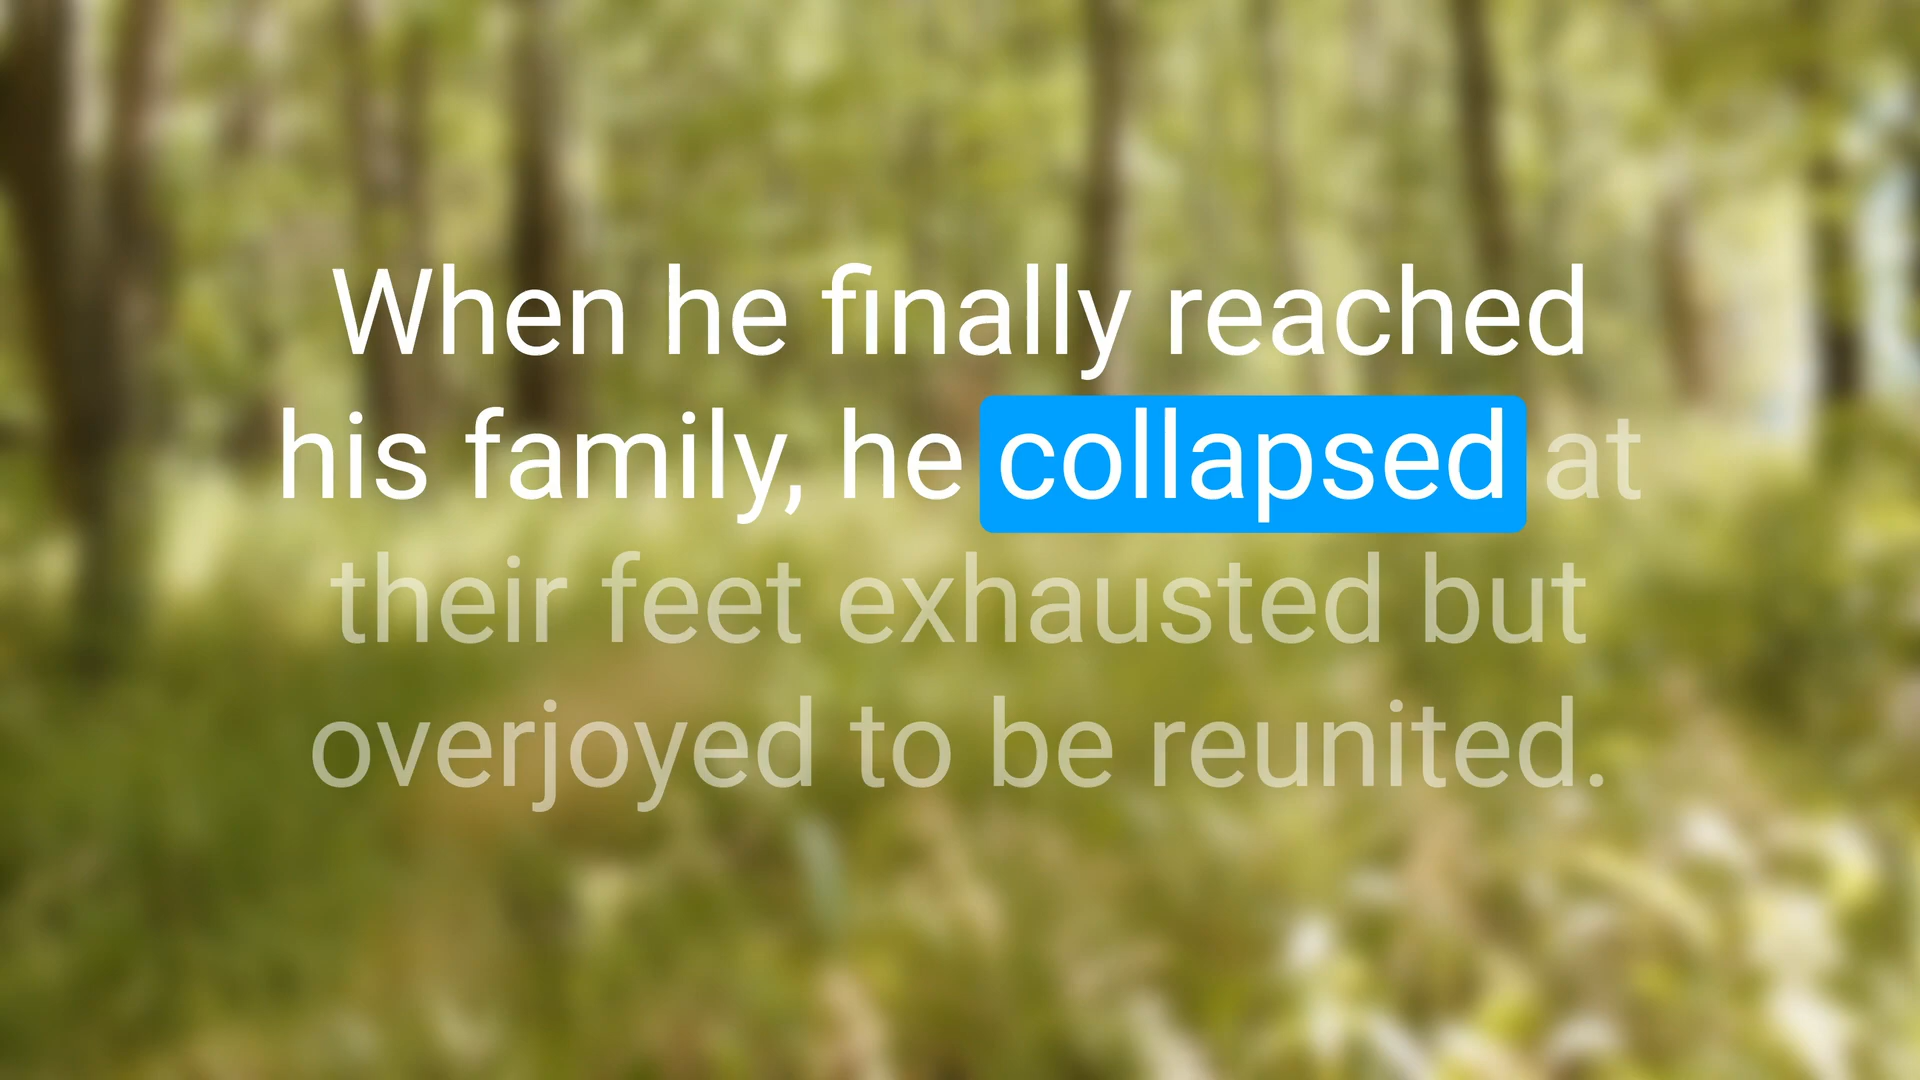 When he finally reached
his family, he collapsed at
their feet exhausted but
overjoyed to be reunited.